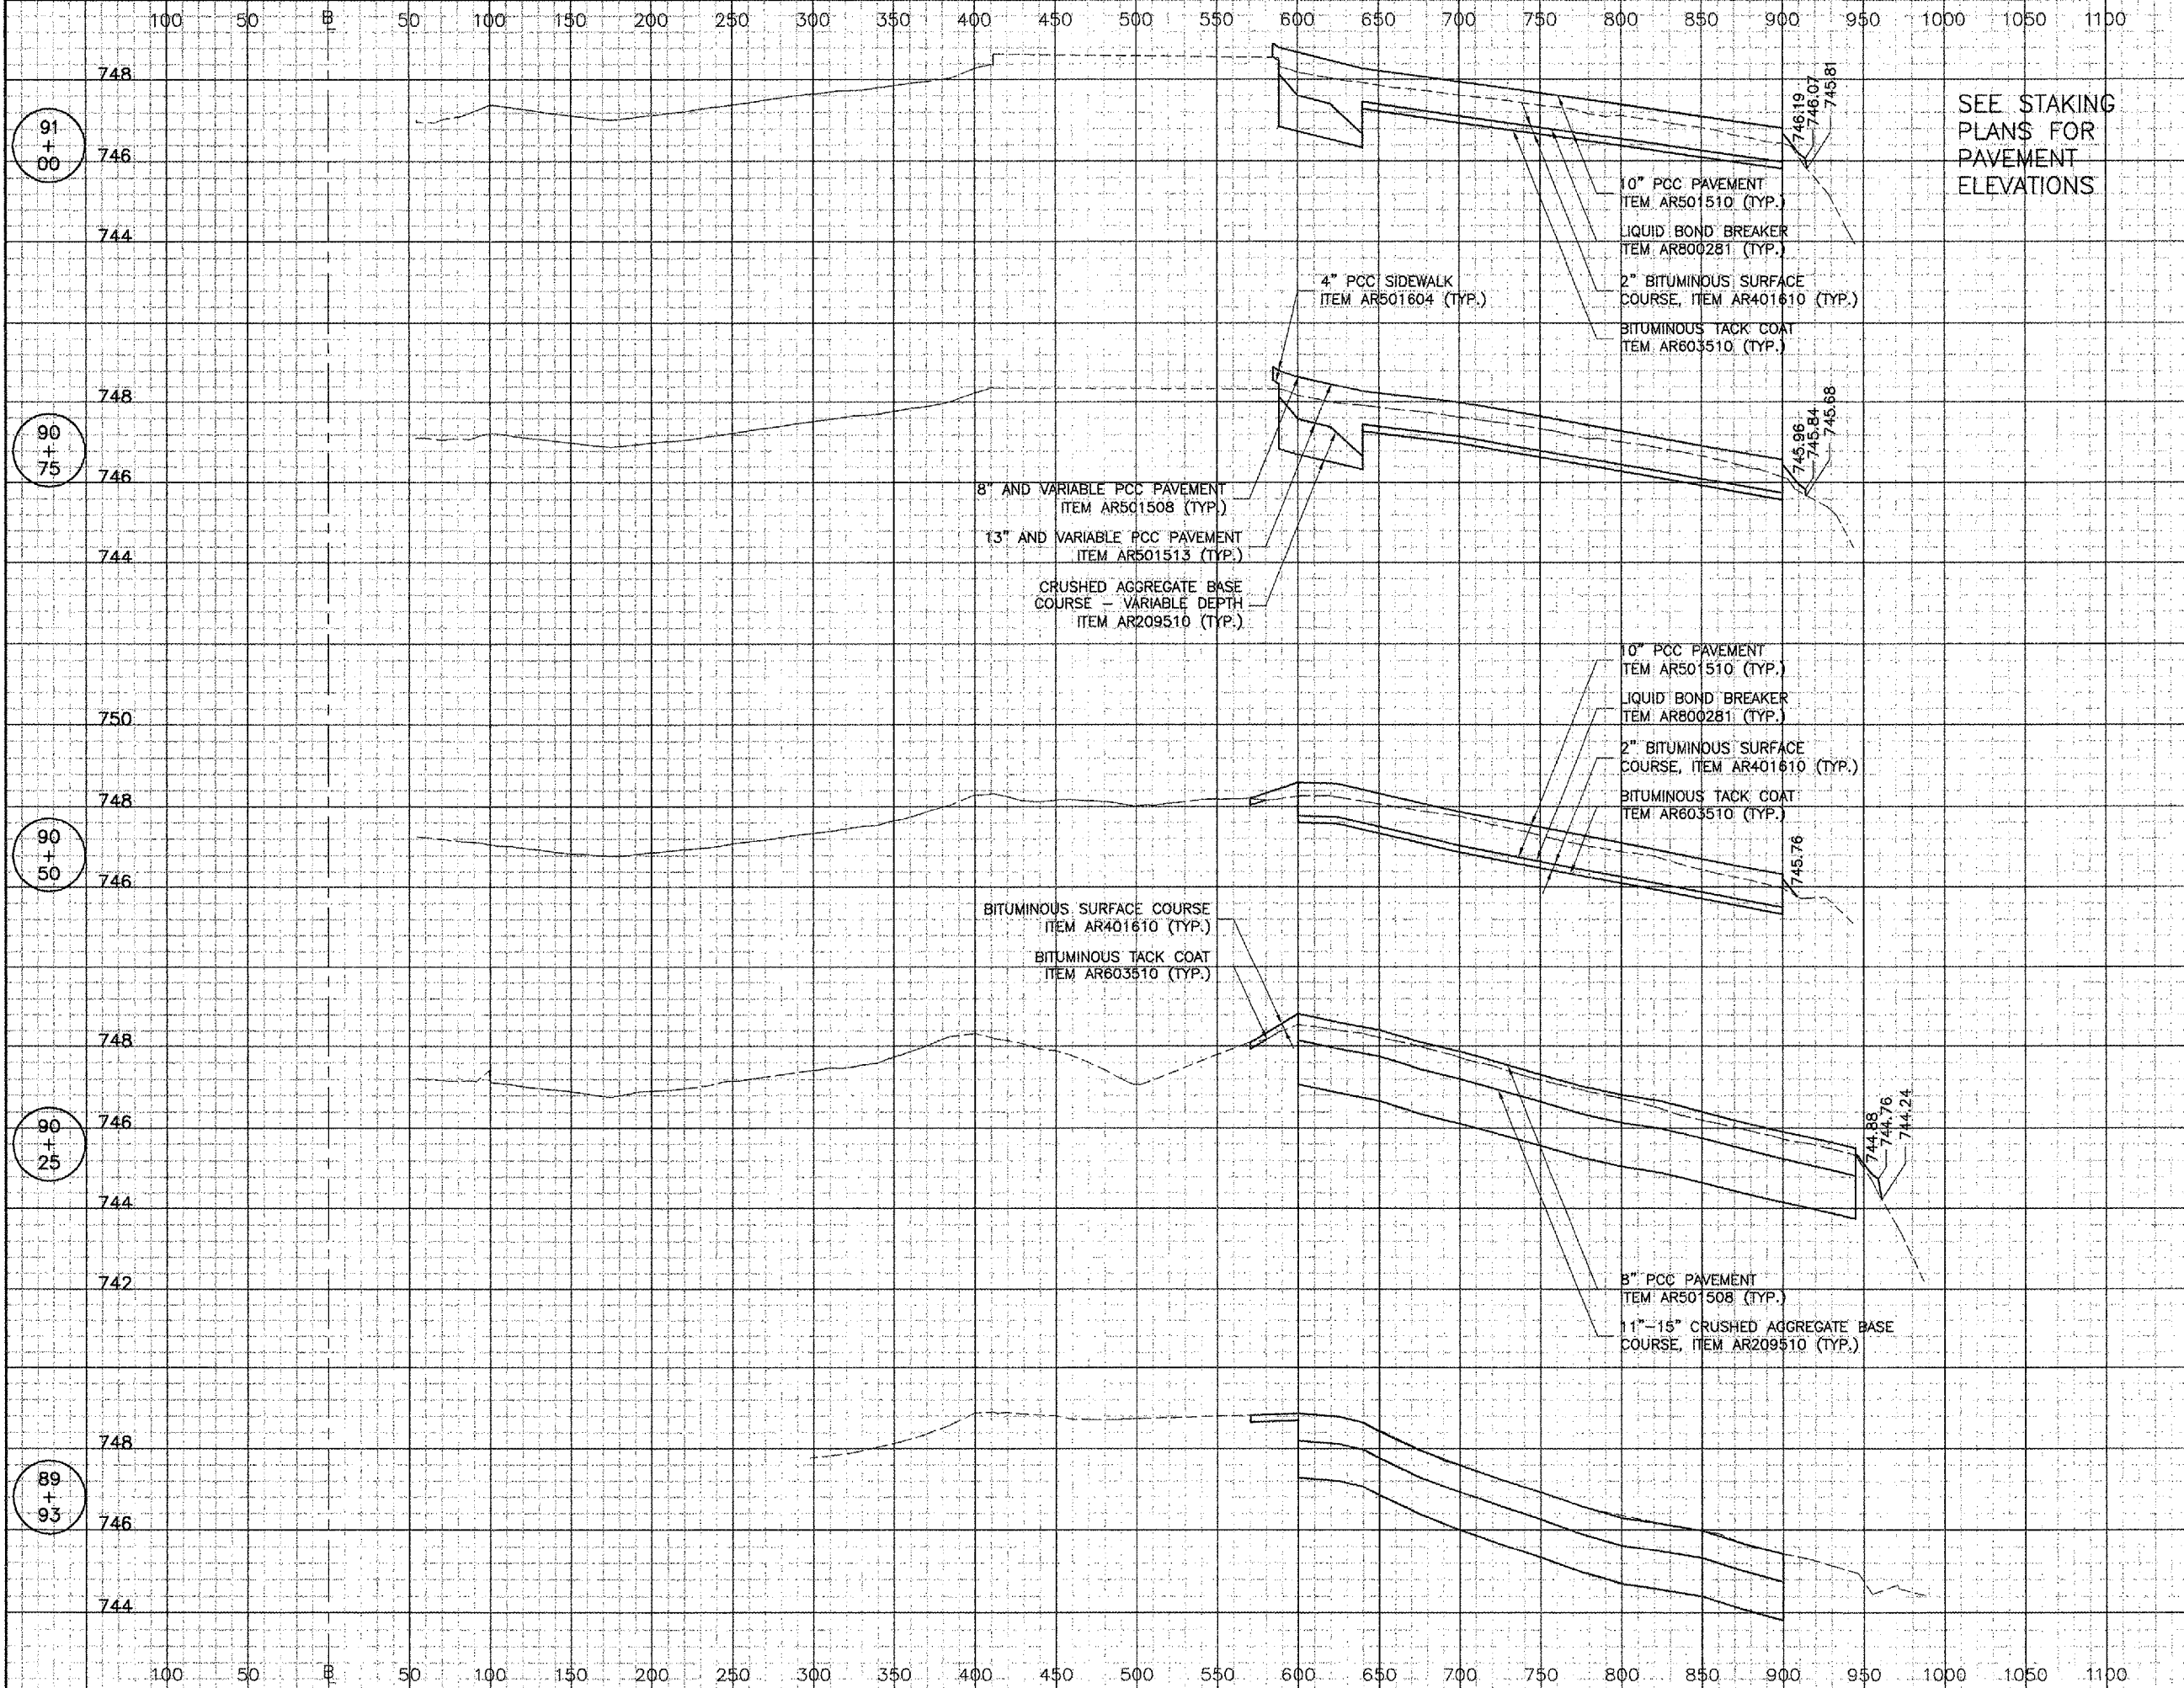 100 50 B 50 100 150 200 250 300 350 400 450 500 550 600 650 700 750 800 850 900 950 1000 1050 1100
748
746.19
746.07
745.81
SEE STAKING
PLANS FOR
PAVEMENT
ELEVATIONS
91
+
00
746
10" PCC PAVEMENT
ITEM AR501510 (TYP.)
744
LIQUID BOND BREAKER
ITEM AR800281 (TYP.)
4" PCC SIDEWALK
ITEM AR501604 (TYP.)
2" BITUMINOUS SURFACE
COURSE, ITEM AR401610 (TYP.)
BITUMINOUS TACK COAT
ITEM AR603510 (TYP.)
748
745.96
745.84
745.68
90
+
75
746
8" AND VARIABLE PCC PAVEMENT
ITEM AR501508 (TYP.)
13" AND VARIABLE PCC PAVEMENT
ITEM AR501513 (TYP.)
744
CRUSHED AGGREGATE BASE
COURSE – VARIABLE DEPTH
ITEM AR209510 (TYP.)
10" PCC PAVEMENT
ITEM AR501510 (TYP.)
LIQUID BOND BREAKER
ITEM AR800281 (TYP.)
750
2" BITUMINOUS SURFACE
COURSE, ITEM AR401610 (TYP.)
BITUMINOUS TACK COAT
ITEM AR603510 (TYP.)
748
745.76
90
+
50
746
BITUMINOUS SURFACE COURSE
ITEM AR401610 (TYP.)
BITUMINOUS TACK COAT
ITEM AR603510 (TYP.)
748
744.88
744.76
744.24
746
90
+
25
744
742
8" PCC PAVEMENT
ITEM AR501508 (TYP.)
11"-15" CRUSHED AGGREGATE BASE
COURSE, ITEM AR209510 (TYP.)
748
89
+
93
746
744
100 50 B 50 100 150 200 250 300 350 400 450 500 550 600 650 700 750 800 850 900 950 1000 1050 1100